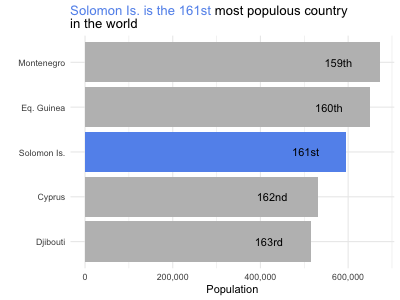 Solomon Is. is the 161st most populous country
in the world
Montenegro
159th
Eq. Guinea
160th
Solomon Is.
161st
Cyprus
162nd
Djibouti
163rd
0
200,000
400,000
600,000
Population